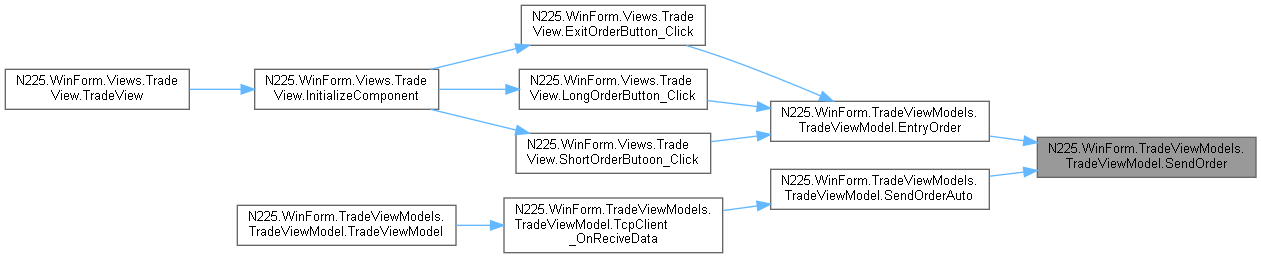 N225.WinForm.Views.Trade
View.ExitOrderButton_Click
N225.WinForm.Views.Trade
View.TradeView
N225.WinForm.Views.Trade
View.InitializeComponent
N225.WinForm.Views.Trade
View.LongOrderButton_Click
N225.WinForm.TradeViewModels.
TradeViewModel.EntryOrder
N225.WinForm.Views.Trade
View.ShortOrderButoon_Click
N225.WinForm.TradeViewModels.
TradeViewModel.SendOrder
N225.WinForm.TradeViewModels.
TradeViewModel.SendOrderAuto
N225.WinForm.TradeViewModels.
TradeViewModel.TradeViewModel
N225.WinForm.TradeViewModels.
TradeViewModel.TcpClient
_OnReciveData